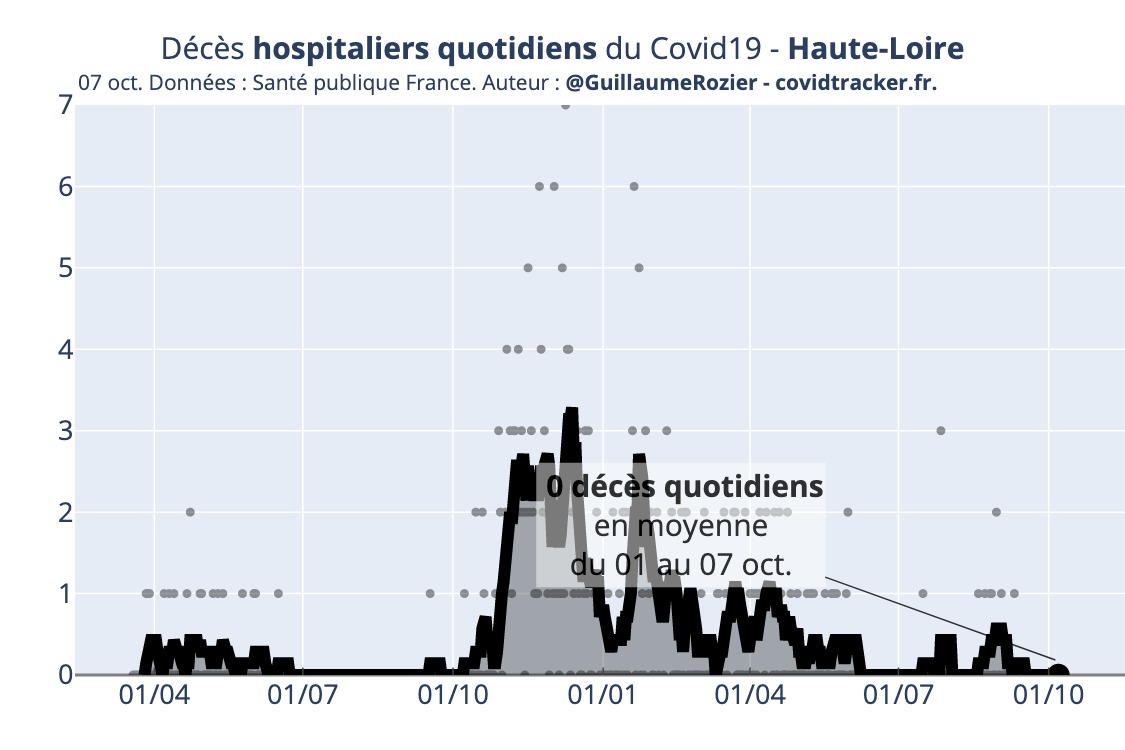 Décès hospitaliers quotidiens du Covid19 - Haute-Loire
07 oct. Données : Santé publique France. Auteur : @GuillaumeRozier - covidtracker.fr.
7
6
5
4
3
2
1
0
0 décès quotidiens
en moyenne
du 01 au 07 oct.
01/04 01/07 01/10 01/01 01/04 01/07 01/10